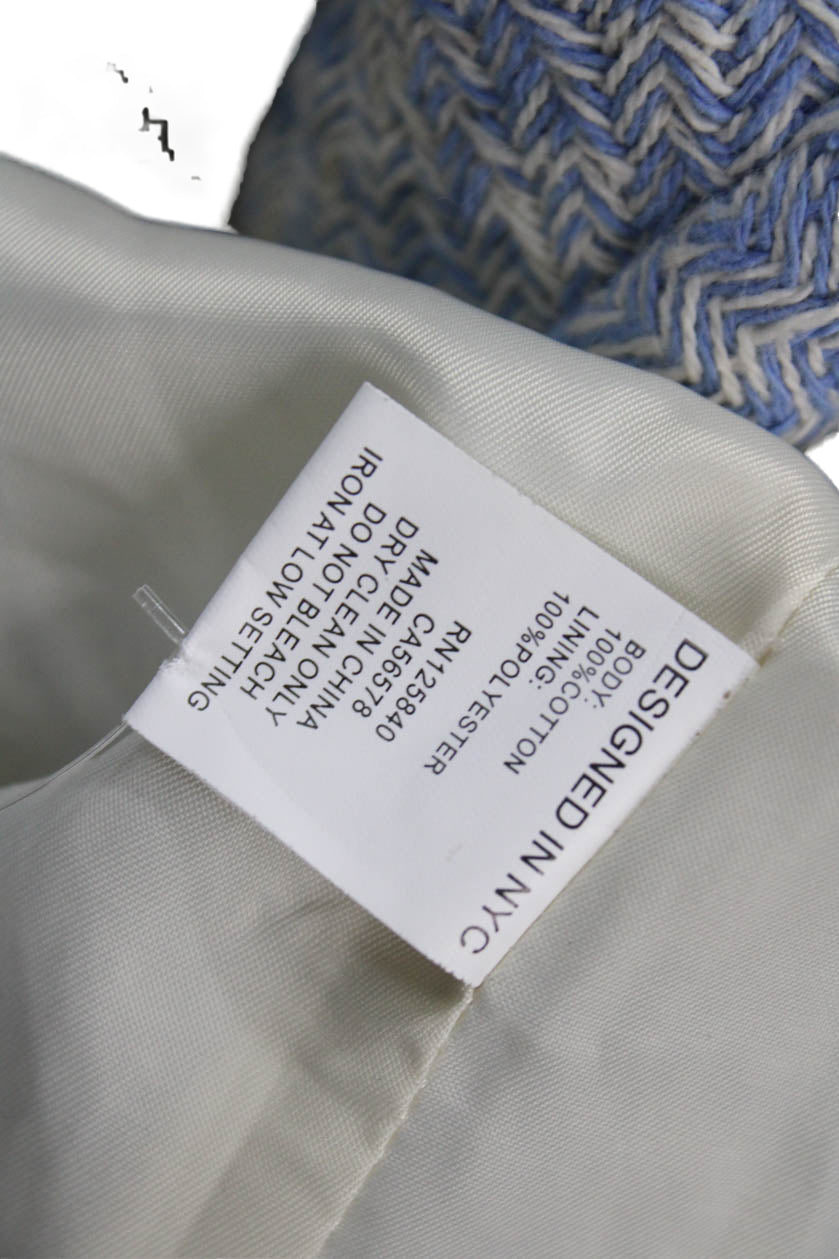 DESIGNED IN NYC
BODY:
100%COTTON
LINING:
100%POLYESTER
RN125840
CA56578
MADE IN CHINA
DRY CLEAN ONLY
DO NOT BLEACH
IRON AT LOW SETTING